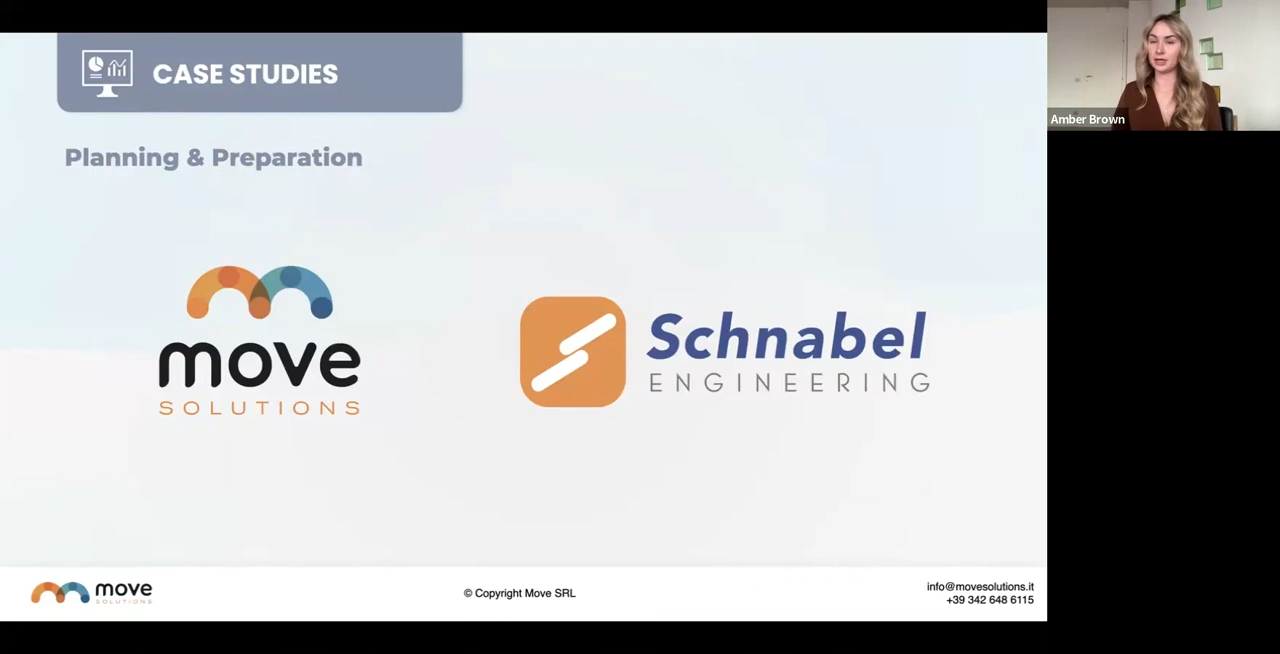 CASE STUDIES
Planning & Preparation
move
SOLUTIONS
Schnabel
ENGINEERING
move
SOLUTIONS
© Copyright Move SRL
info@movesolutions.it
+39 342 648 6115
Amber Brown